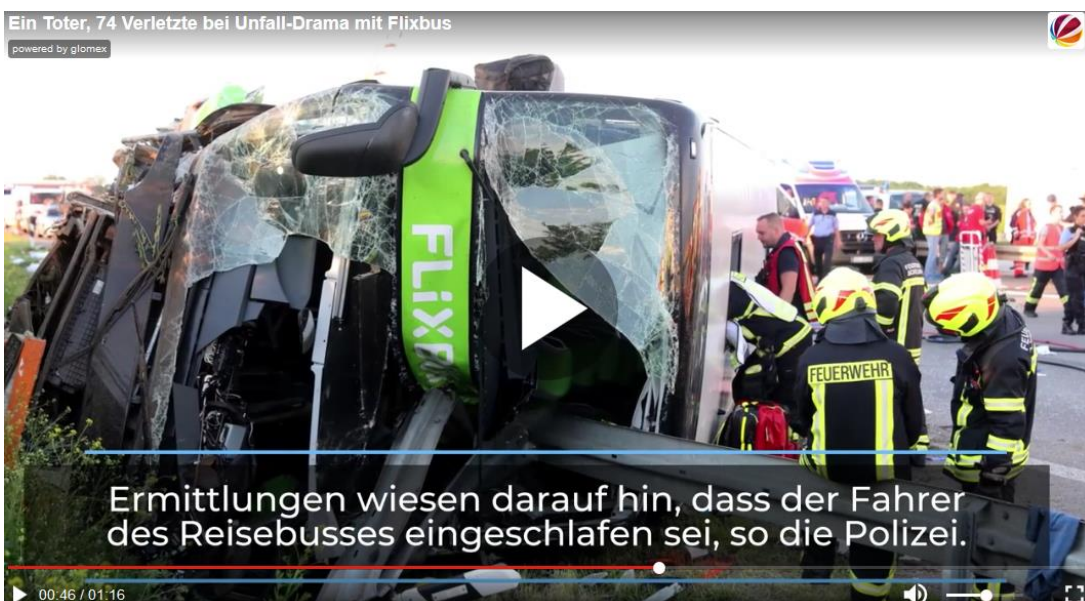 Ein Toter, 74 Verletzte bei Unfall-Drama mit Flixbus
powered by glomex
FLiX
FEUERWEHR
Ermittlungen wiesen darauf hin, dass der Fahrer
des Reisebusses eingeschlafen sei, so die Polizei.
00:46 / 01:16